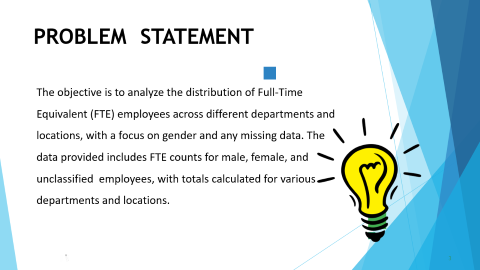 PROBLEM STATEMENT
The objective is to analyze the distribution of Full-Time
Equivalent (FTE) employees across different departments and
locations, with a focus on gender and any missing data. The
data provided includes FTE counts for male, female, and
unclassified employees, with totals calculated for various
departments and locations.